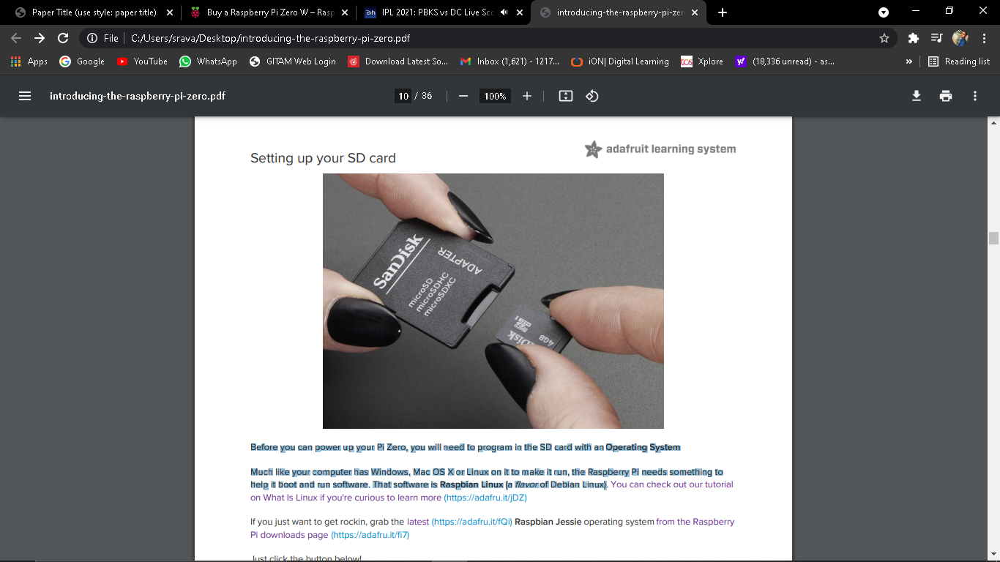 Paper Title (use style: paper title)
Buy a Raspberry Pi Zero W – Rasp
IPL 2021: PBKS vs DC Live Sco
introducing-the-raspberry-pi-zer
File
C:/Users/srava/Desktop/introducing-the-raspberry-pi-zero.pdf
Apps
Google
YouTube
WhatsApp
GITAM Web Login
Download Latest So...
Inbox (1,621) - 1217...
iON| Digital Learning
Xplore
(18,336 unread) - as...
»
Reading list
introducing-the-raspberry-pi-zero.pdf
10 / 36
100%
adafruit learning system
Setting up your SD card
SanDisk
ADAPTER
microSD
microSDHC
microSDXC
4GB
Before you can power up your Pi Zero, you will need to program in the SD card with an Operating System
Much like your computer has Windows, Mac OS X or Linux on it to make it run, the Raspberry Pi needs something to
help it boot and run software. That software is Raspbian Linux (a flavor of Debian Linux). You can check out our tutorial
on What Is Linux if you're curious to learn more (https://adafru.it/jDZ)
If you just want to get rockin, grab the latest (https://adafru.it/fQi) Raspbian Jessie operating system from the Raspberry
Pi downloads page (https://adafru.it/fi7)
Just click the button below!